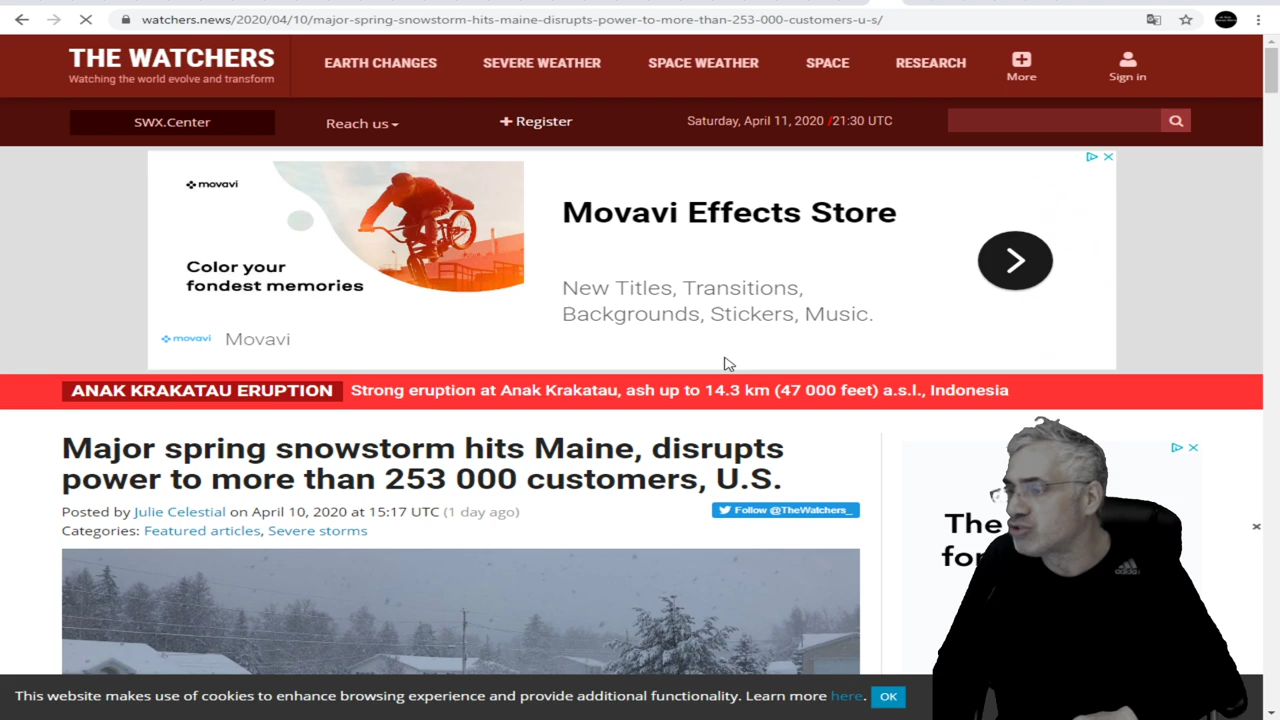 watchers.news/2020/04/10/major-spring-snowstorm-hits-maine-disrupts-power-to-more-than-253-000-customers-u-s/
THE WATCHERS
Watching the world evolve and transform
EARTH CHANGES
SEVERE WEATHER
SPACE WEATHER
SPACE
RESEARCH
More
Sign in
SWX.Center
Reach us
Register
Saturday, April 11, 2020 /21:30 UTC
movavi
Color your
fondest memories
movavi Movavi
Movavi Effects Store
New Titles, Transitions,
Backgrounds, Stickers, Music.
ANAK KRAKATAU ERUPTION Strong eruption at Anak Krakatau, ash up to 14.3 km (47 000 feet) a.s.l., Indonesia
Major spring snowstorm hits Maine, disrupts
power to more than 253 000 customers, U.S.
Posted by Julie Celestial on April 10, 2020 at 15:17 UTC (1 day ago)
Follow @TheWatchers_
Categories: Featured articles, Severe storms
The
adidas
This website makes use of cookies to enhance browsing experience and provide additional functionality. Learn more here. OK